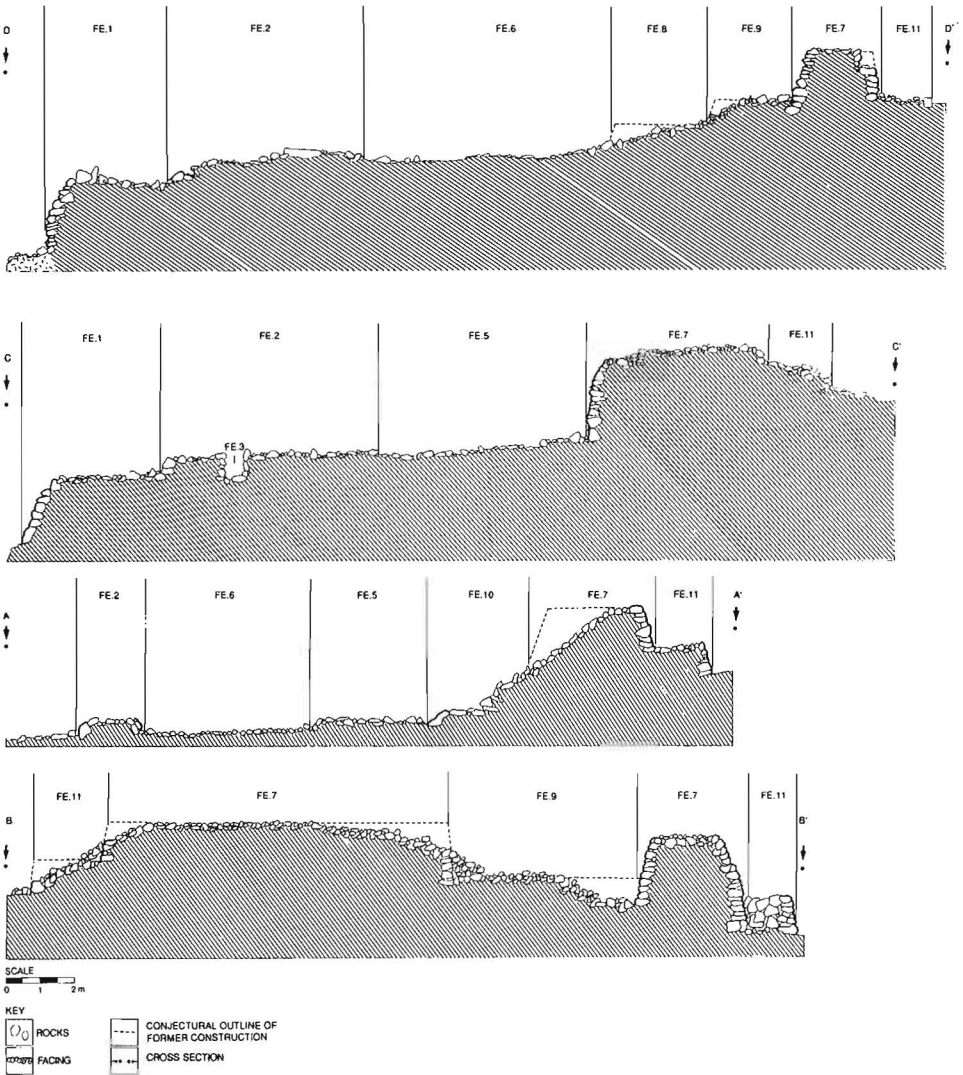 FE.1 FE.2 FE.6 FE.8 FE.9 FE.7 FE.11
D D'
FE.1 FE.2 FE.5 FE.7 FE.11
C C'
FE.3
FE.2 FE.6 FE.5 FE.10 FE.7 FE.11
A A'
FE.11 FE.7 FE.9 FE.7 FE.11
B B'
SCALE
0 1 2 m
KEY
ROCKS
FACING
CONJECTURAL OUTLINE OF
FORMER CONSTRUCTION
CROSS SECTION